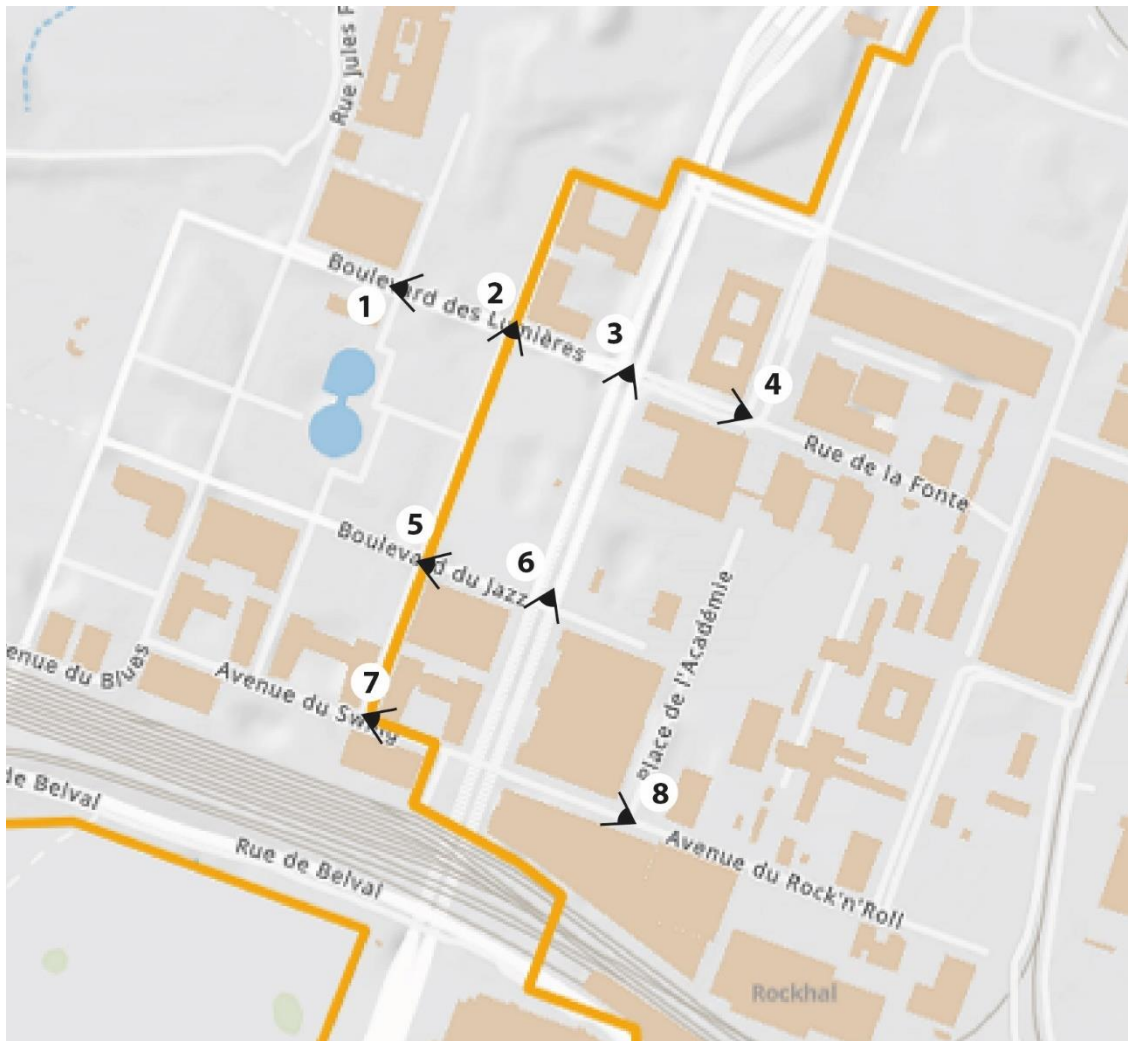 Rue Jules F
Boulevard des Lumières
1
2
3
4
Rue de la Fonte
5
6
Boulevard du Jazz
Place de l'Académie
enue du Blues
Avenue du Swing
7
8
Avenue du Rock'n'Roll
de Belval
Rue de Belval
Rockhal